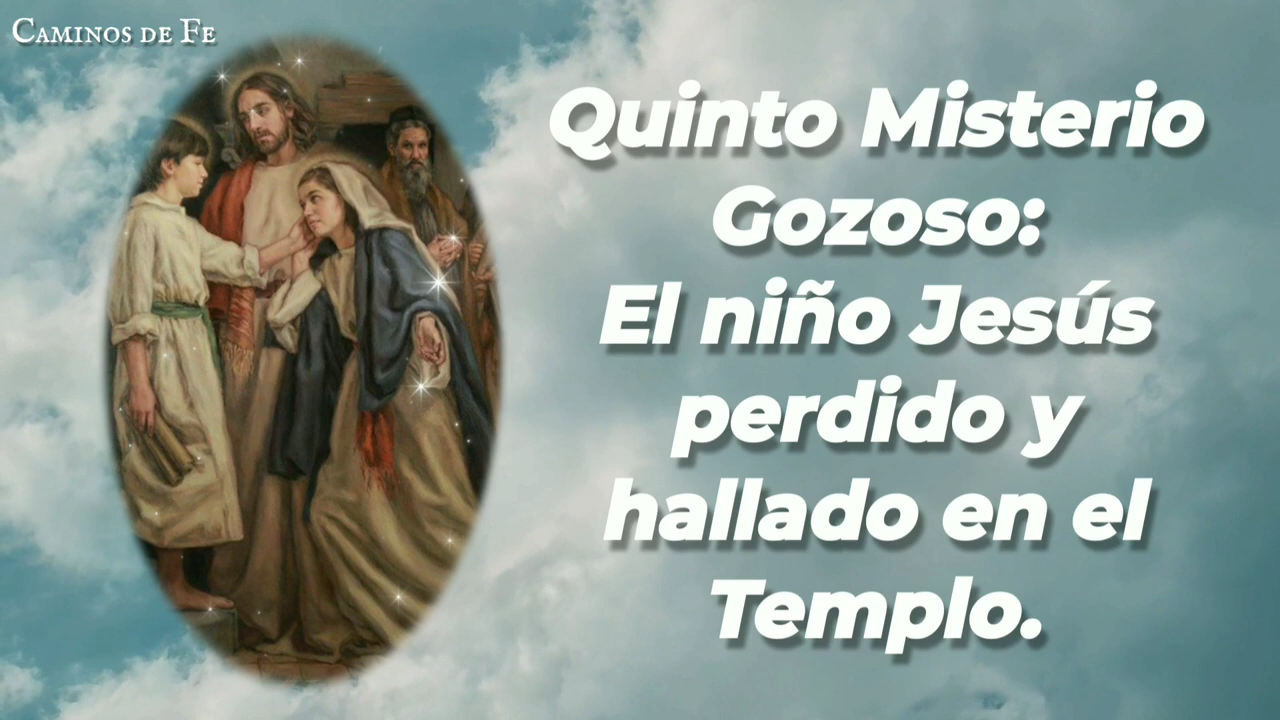 Caminos de Fe
Quinto Misterio
Gozoso:
El niño Jesús
perdido y
hallado en el
Templo.